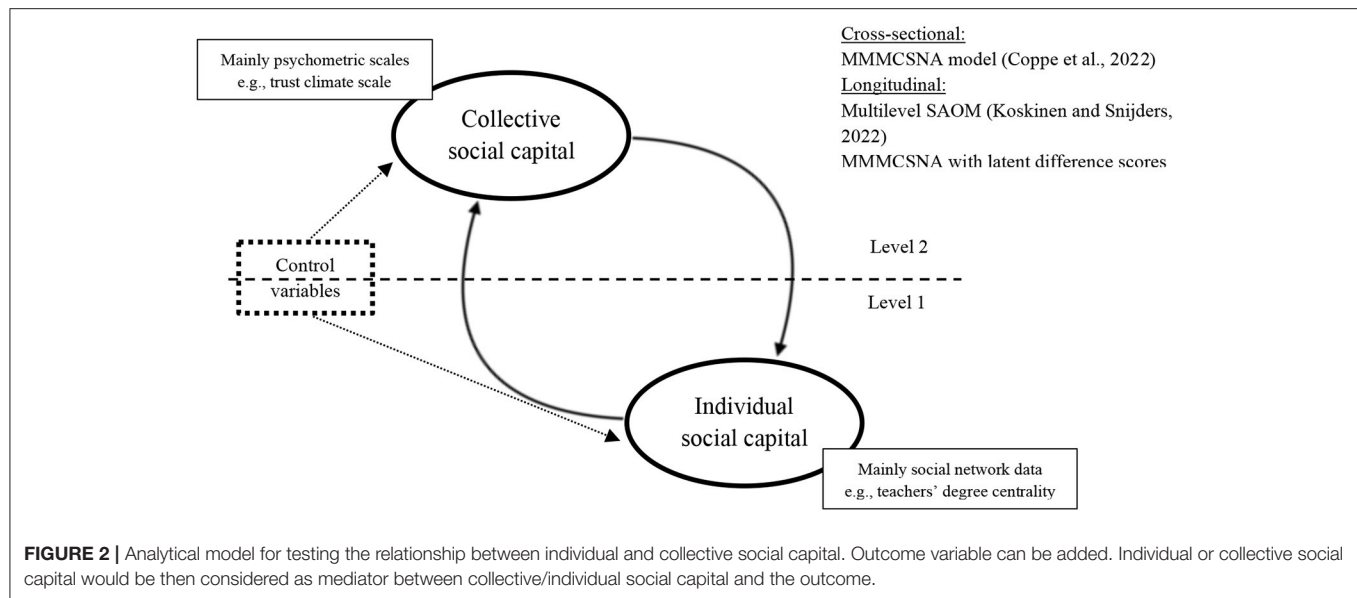 Mainly psychometric scales
e.g., trust climate scale
Cross-sectional:
MMMCSNA model (Coppe et al., 2022)
Longitudinal:
Multilevel SAOM (Koskinen and Snijders,
2022)
MMMCSNA with latent difference scores
Collective
social capital
Control
variables
Level 2
Level 1
Individual
social capital
Mainly social network data
e.g., teachers’ degree centrality
FIGURE 2 | Analytical model for testing the relationship between individual and collective social capital. Outcome variable can be added. Individual or collective social
capital would be then considered as mediator between collective/individual social capital and the outcome.